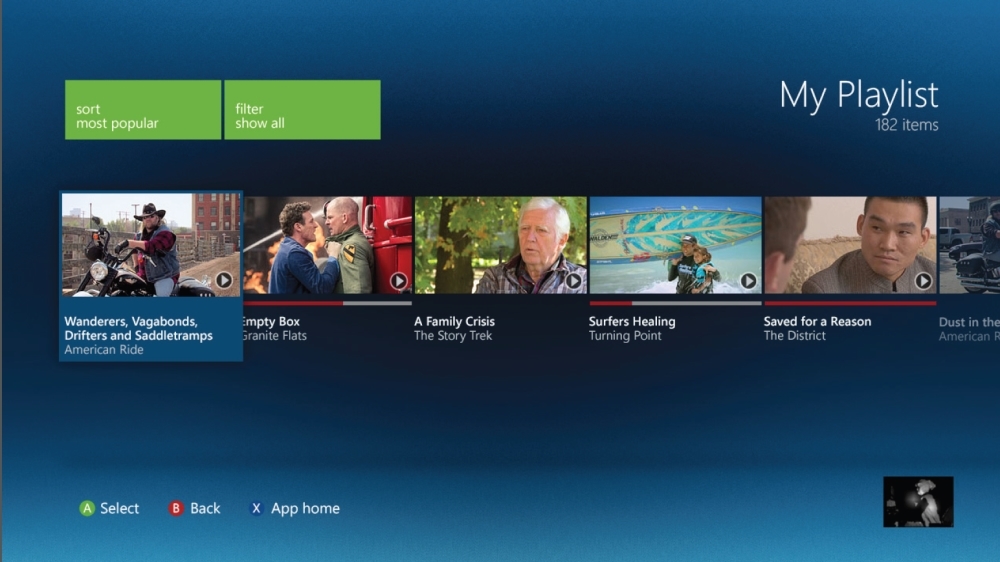 sort
most popular
filter
show all
My Playlist
182 items
Wanderers, Vagabonds,
Drifters and Saddletramps
American Ride
Empty Box
Granite Flats
A Family Crisis
The Story Trek
Surfers Healing
Turning Point
Saved for a Reason
The District
Dust in the
American R
A Select
B Back
X App home